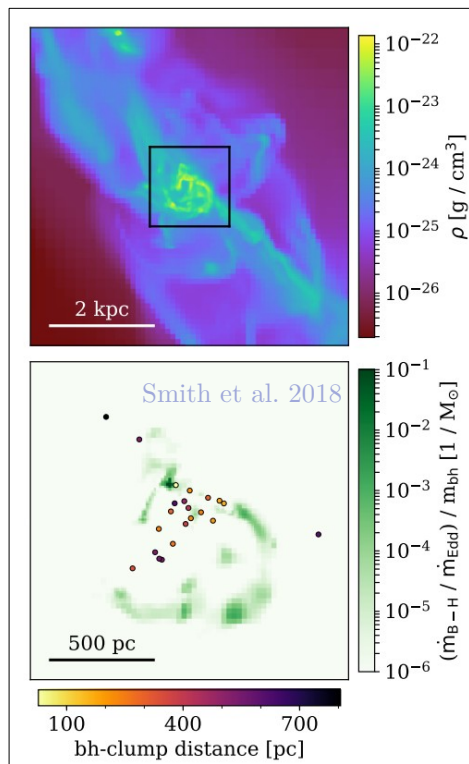 10⁻²²
10⁻²³
10⁻²⁴
10⁻²⁵
10⁻²⁶
ρ [g / cm³]
2 kpc
Smith et al. 2018
10⁻¹
10⁻²
10⁻³
10⁻⁴
10⁻⁵
10⁻⁶
(ṁ_B−H / ṁ_Edd) / m_bh [1 / M_⊙]
500 pc
100 400 700
bh-clump distance [pc]